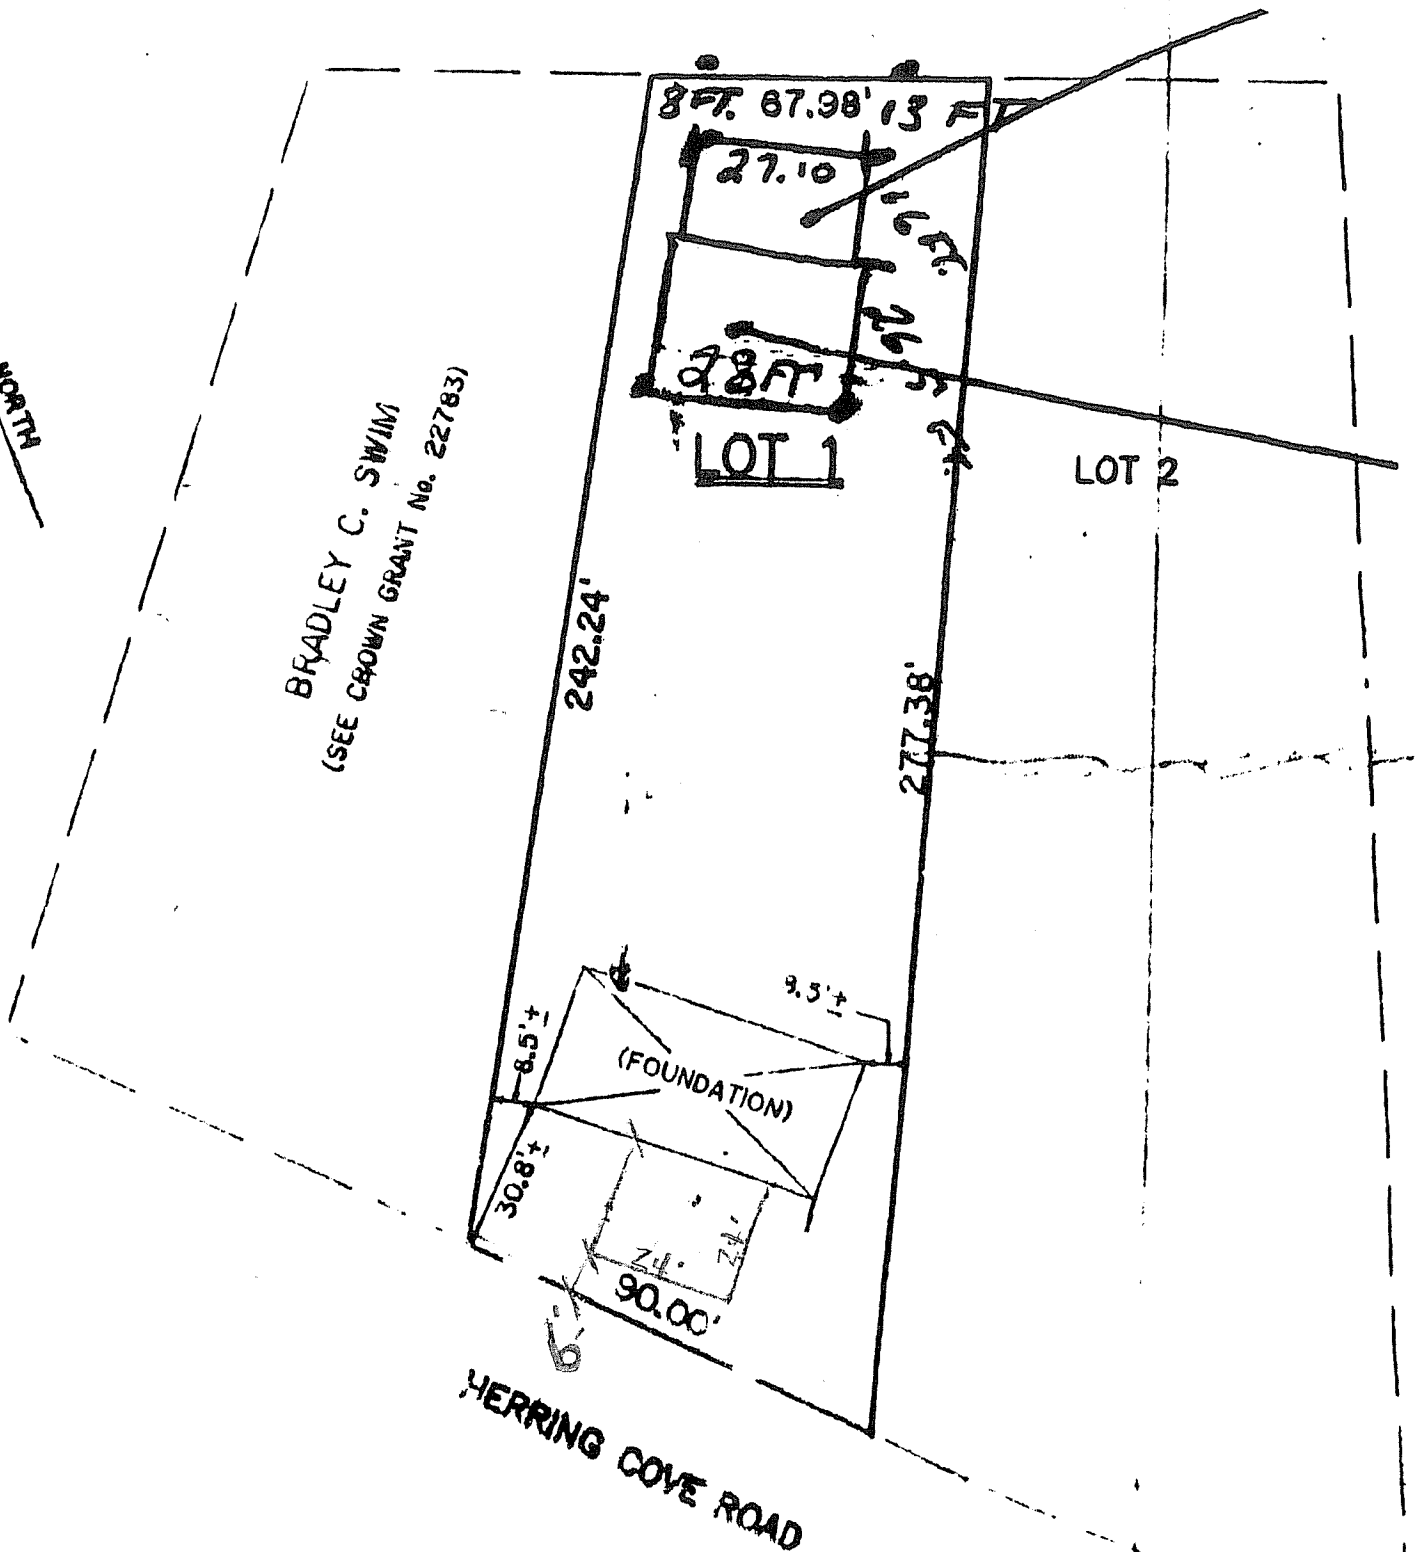 8 FT. 67.98' 13 FT
27.10
16 FT.
28 FT
LOT 1
LOT 2
NORTH
BRADLEY C. SWIM
(SEE CROWN GRANT No. 22783)
242.24'
277.38'
9.5'±
8.5'±
(FOUNDATION)
30.8'±
24'
24'
90.00'
6'
HERRING COVE ROAD